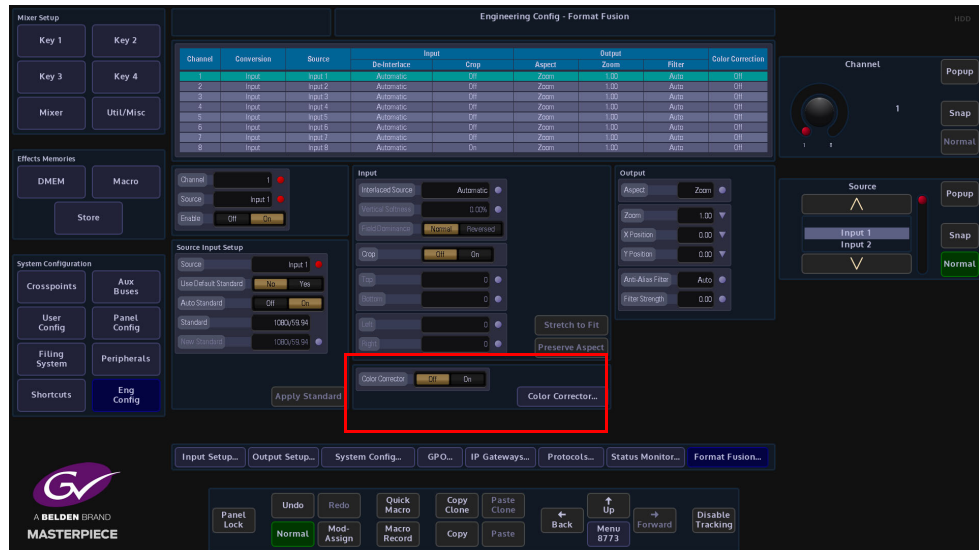 Mixer Setup
Engineering Config - Format Fusion
HDD
Key 1 Key 2
Key 3 Key 4
Mixer Util/Misc
Channel Conversion Source Input Output Color Correction
De-Interlace Crop Aspect Zoom Filter
1 Input Input 1 Automatic Off Zoom 1.00 Auto Off
2 Input Input 2 Automatic Off Zoom 1.00 Auto Off
3 Input Input 3 Automatic Off Zoom 1.00 Auto Off
4 Input Input 4 Automatic Off Zoom 1.00 Auto Off
5 Input Input 5 Automatic Off Zoom 1.00 Auto Off
6 Input Input 6 Automatic Off Zoom 1.00 Auto Off
7 Input Input 7 Automatic Off Zoom 1.00 Auto Off
8 Input Input 8 Automatic On Zoom 1.00 Auto Off
Channel
1
Popup
Snap
Normal
Effects Memories
DMEM Macro
Store
Channel 1
Source Input 1
Enable Off On
Source Input Setup
Source Input 1
Use Default Standard No Yes
Auto Standard Off On
Standard 1080i/59.94
New Standard 1080i/59.94
Apply Standard
Input
Interlaced Source Automatic
Vertical Softness 0.00%
Field Dominance Normal Reversed
Crop Off On
Top 0
Bottom 0
Left 0
Right 0
Stretch to Fit
Preserve Aspect
Color Corrector Off On
Color Corrector...
Output
Aspect Zoom
Zoom 1.00
X Position 0.00
Y Position 0.00
Anti-Alias Filter Auto
Filter Strength 0.00
Source
Input 1
Input 2
Popup
Snap
Normal
System Configuration
Crosspoints Aux Buses
User Config Panel Config
Filing System Peripherals
Shortcuts Eng Config
Input Setup... Output Setup... System Config... GPO... IP Gateways... Protocols... Status Monitor... Format Fusion...
GV
A BELDEN BRAND
MASTERPIECE
Panel Lock
Undo Redo
Normal Mod-Assign
Quick Macro
Macro Record
Copy Clone Paste Clone
Copy Paste
← Back
↑ Up
Menu 8773
→ Forward
Disable Tracking